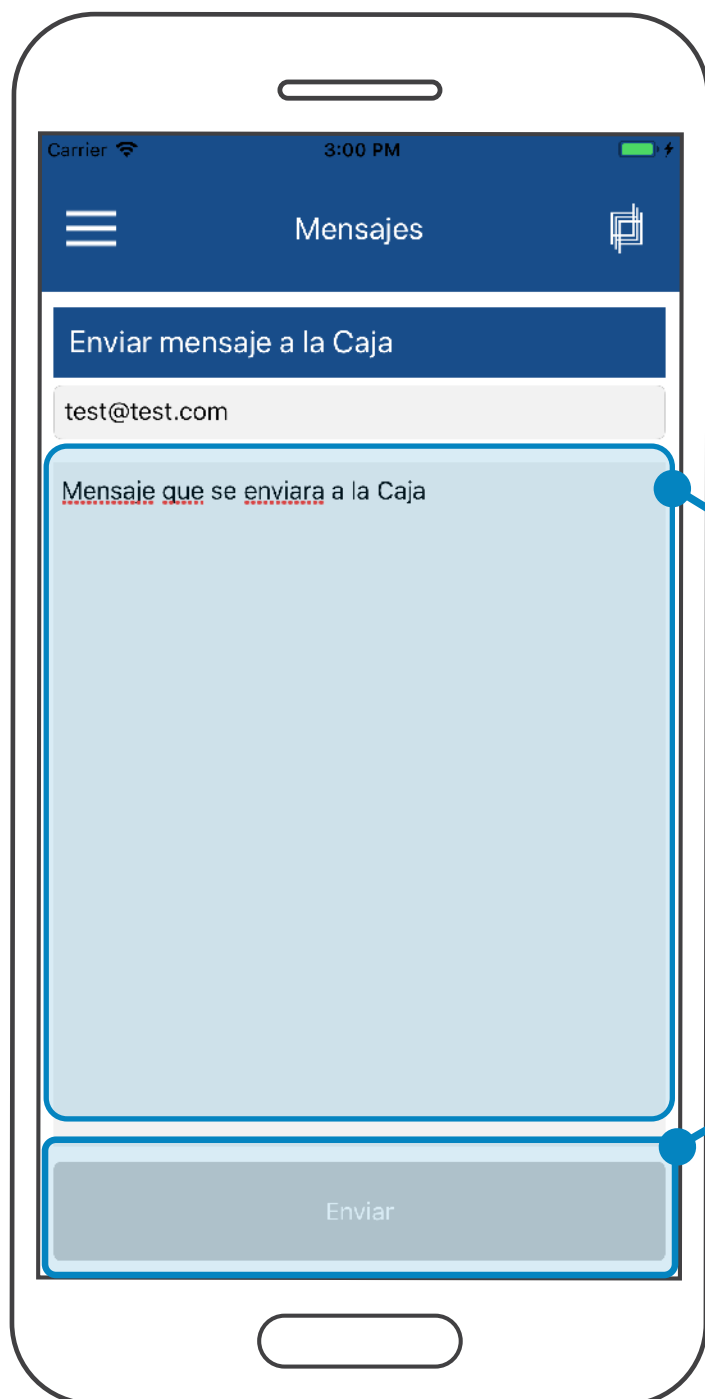 Carrier 3:00 PM
Mensajes
Enviar mensaje a la Caja
test@test.com
Mensaje que se enviara a la Caja
Enviar